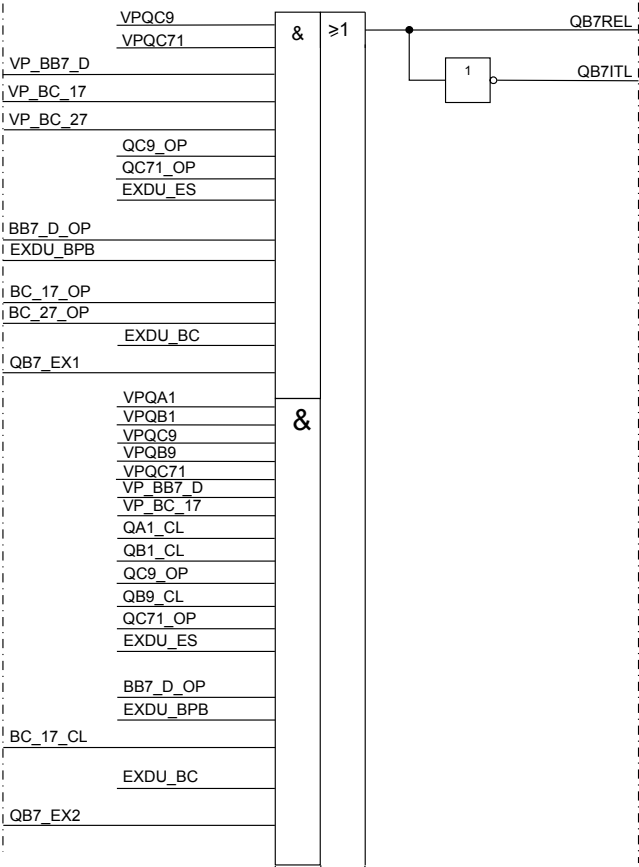 VPQC9
& ≥1
QB7REL
VPQC71
VP_BB7_D
1
QB7ITL
VP_BC_17
VP_BC_27
QC9_OP
QC71_OP
EXDU_ES
BB7_D_OP
EXDU_BPB
BC_17_OP
BC_27_OP
EXDU_BC
QB7_EX1
VPQA1
&
VPQB1
VPQC9
VPQB9
VPQC71
VP_BB7_D
VP_BC_17
QA1_CL
QB1_CL
QC9_OP
QB9_CL
QC71_OP
EXDU_ES
BB7_D_OP
EXDU_BPB
BC_17_CL
EXDU_BC
QB7_EX2